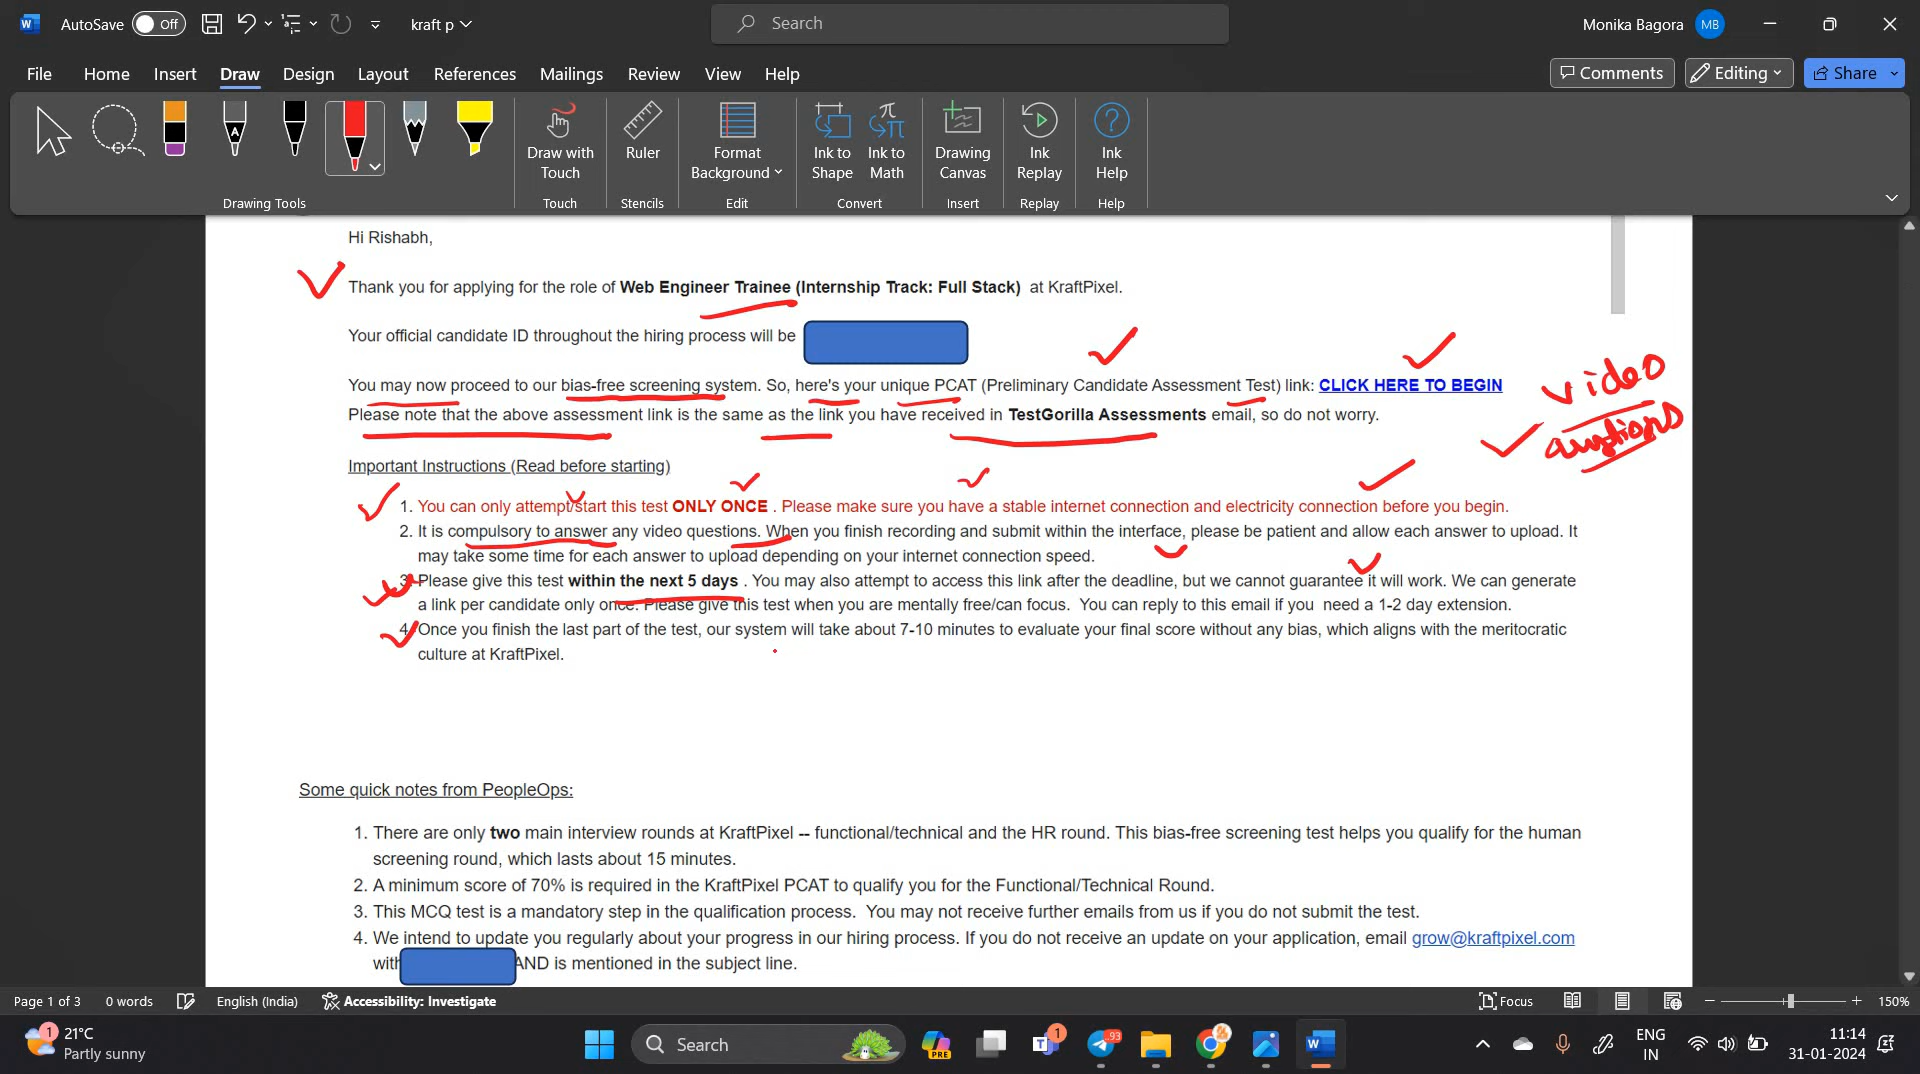 AutoSave Off kraft p Search Monika Bagora MB
File Home Insert Draw Design Layout References Mailings Review View Help Comments Editing Share
A
Draw with Touch Ruler Format Background Ink to Shape Ink to Math Drawing Canvas Ink Replay Ink Help
Drawing Tools Touch Stencils Edit Convert Insert Replay Help
Hi Rishabh,
Thank you for applying for the role of Web Engineer Trainee (Internship Track: Full Stack) at KraftPixel.
Your official candidate ID throughout the hiring process will be
You may now proceed to our bias-free screening system. So, here's your unique PCAT (Preliminary Candidate Assessment Test) link: CLICK HERE TO BEGIN
video
Please note that the above assessment link is the same as the link you have received in TestGorilla Assessments email, so do not worry.
Important Instructions (Read before starting)
1. You can only attempt/start this test ONLY ONCE . Please make sure you have a stable internet connection and electricity connection before you begin.
2. It is compulsory to answer any video questions. When you finish recording and submit within the interface, please be patient and allow each answer to upload. It
may take some time for each answer to upload depending on your internet connection speed.
3. Please give this test within the next 5 days . You may also attempt to access this link after the deadline, but we cannot guarantee it will work. We can generate
a link per candidate only once. Please give this test when you are mentally free/can focus. You can reply to this email if you need a 1-2 day extension.
4. Once you finish the last part of the test, our system will take about 7-10 minutes to evaluate your final score without any bias, which aligns with the meritocratic
culture at KraftPixel.
Some quick notes from PeopleOps:
1. There are only two main interview rounds at KraftPixel -- functional/technical and the HR round. This bias-free screening test helps you qualify for the human
screening round, which lasts about 15 minutes.
2. A minimum score of 70% is required in the KraftPixel PCAT to qualify you for the Functional/Technical Round.
3. This MCQ test is a mandatory step in the qualification process. You may not receive further emails from us if you do not submit the test.
4. We intend to update you regularly about your progress in our hiring process. If you do not receive an update on your application, email grow@kraftpixel.com
with AND is mentioned in the subject line.
Page 1 of 3 0 words English (India) Accessibility: Investigate Focus 150%
1 21°C Search PRE 1 .93 ENG 11:14
Partly sunny IN 31-01-2024